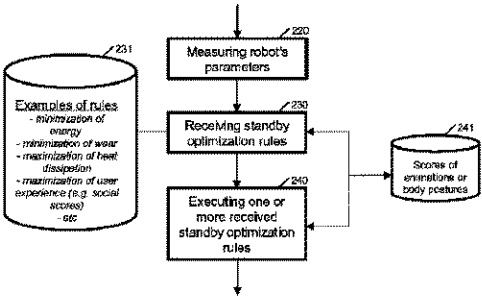 220
Measuring robot's
parameters
231
Examples of rules
- minimization of
energy
- minimization of wear
- maximization of heat
dissipation
- maximization of user
experience (e.g. social
scores)
- etc
230
Receiving standby
optimization rules
241
Scores of
animations or
body postures
240
Executing one or
more received
standby optimization
rules